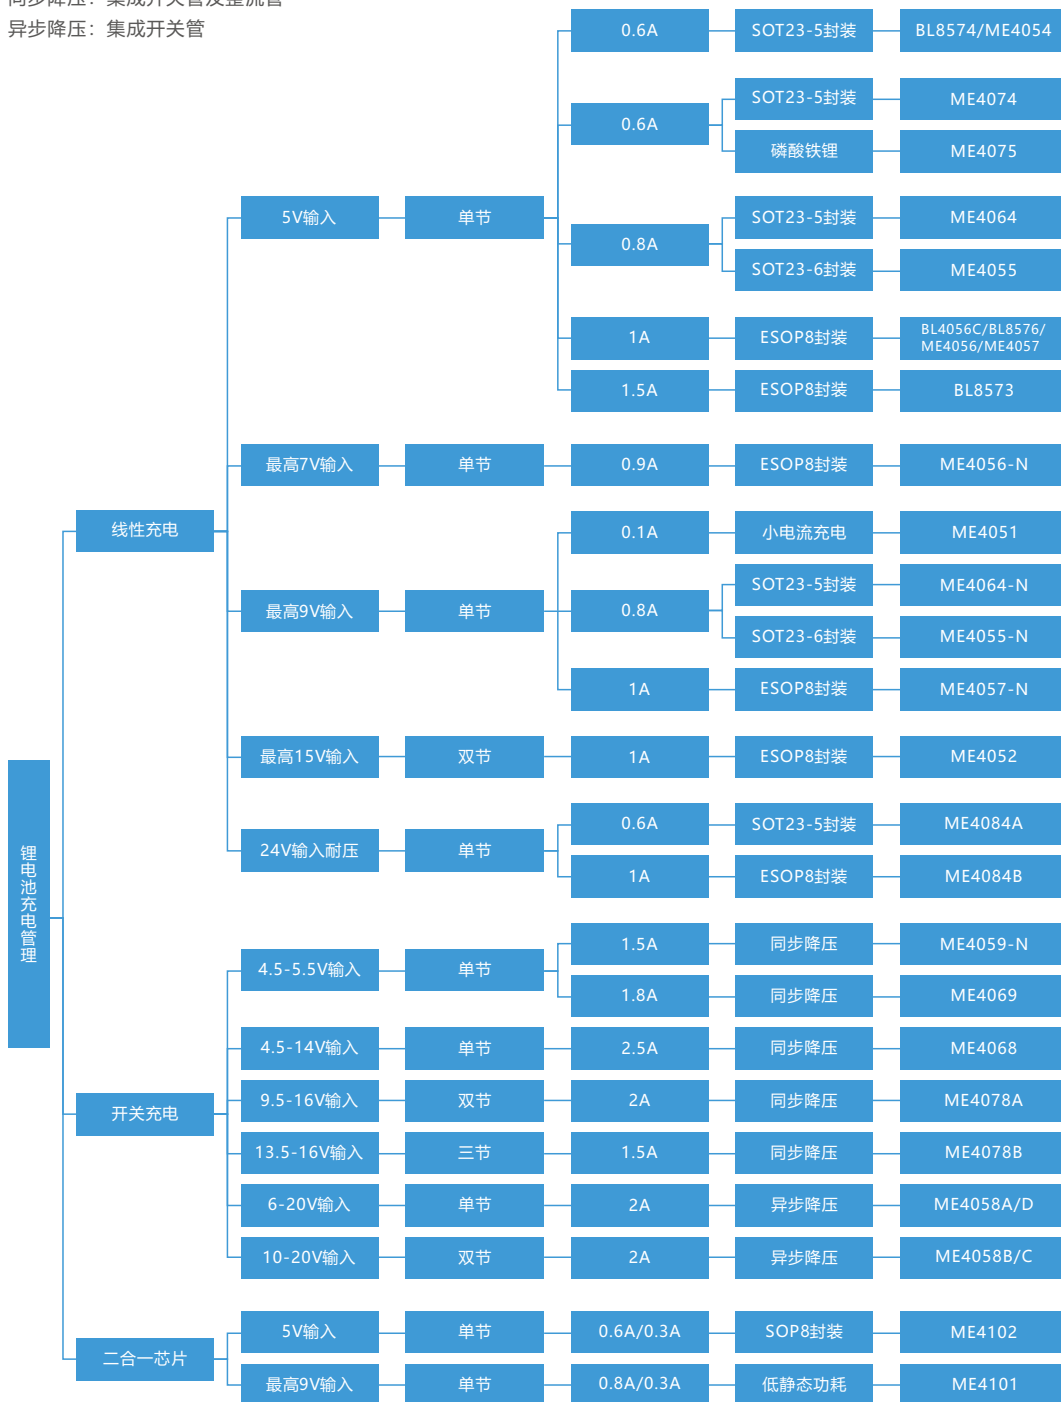 同步降压：集成开关管及整流管
异步降压：集成开关管
锂电池充电管理
线性充电
5V输入
单节
0.6A
SOT23-5封装
BL8574/ME4054
0.6A
SOT23-5封装
ME4074
磷酸铁锂
ME4075
0.8A
SOT23-5封装
ME4064
SOT23-6封装
ME4055
1A
ESOP8封装
BL4056C/BL8576/
ME4056/ME4057
1.5A
ESOP8封装
BL8573
最高7V输入
单节
0.9A
ESOP8封装
ME4056-N
最高9V输入
单节
0.1A
小电流充电
ME4051
0.8A
SOT23-5封装
ME4064-N
SOT23-6封装
ME4055-N
1A
ESOP8封装
ME4057-N
最高15V输入
双节
1A
ESOP8封装
ME4052
24V输入耐压
单节
0.6A
SOT23-5封装
ME4084A
1A
ESOP8封装
ME4084B
开关充电
4.5-5.5V输入
单节
1.5A
同步降压
ME4059-N
1.8A
同步降压
ME4069
4.5-14V输入
单节
2.5A
同步降压
ME4068
9.5-16V输入
双节
2A
同步降压
ME4078A
13.5-16V输入
三节
1.5A
同步降压
ME4078B
6-20V输入
单节
2A
异步降压
ME4058A/D
10-20V输入
双节
2A
异步降压
ME4058B/C
二合一芯片
5V输入
单节
0.6A/0.3A
SOP8封装
ME4102
最高9V输入
单节
0.8A/0.3A
低静态功耗
ME4101